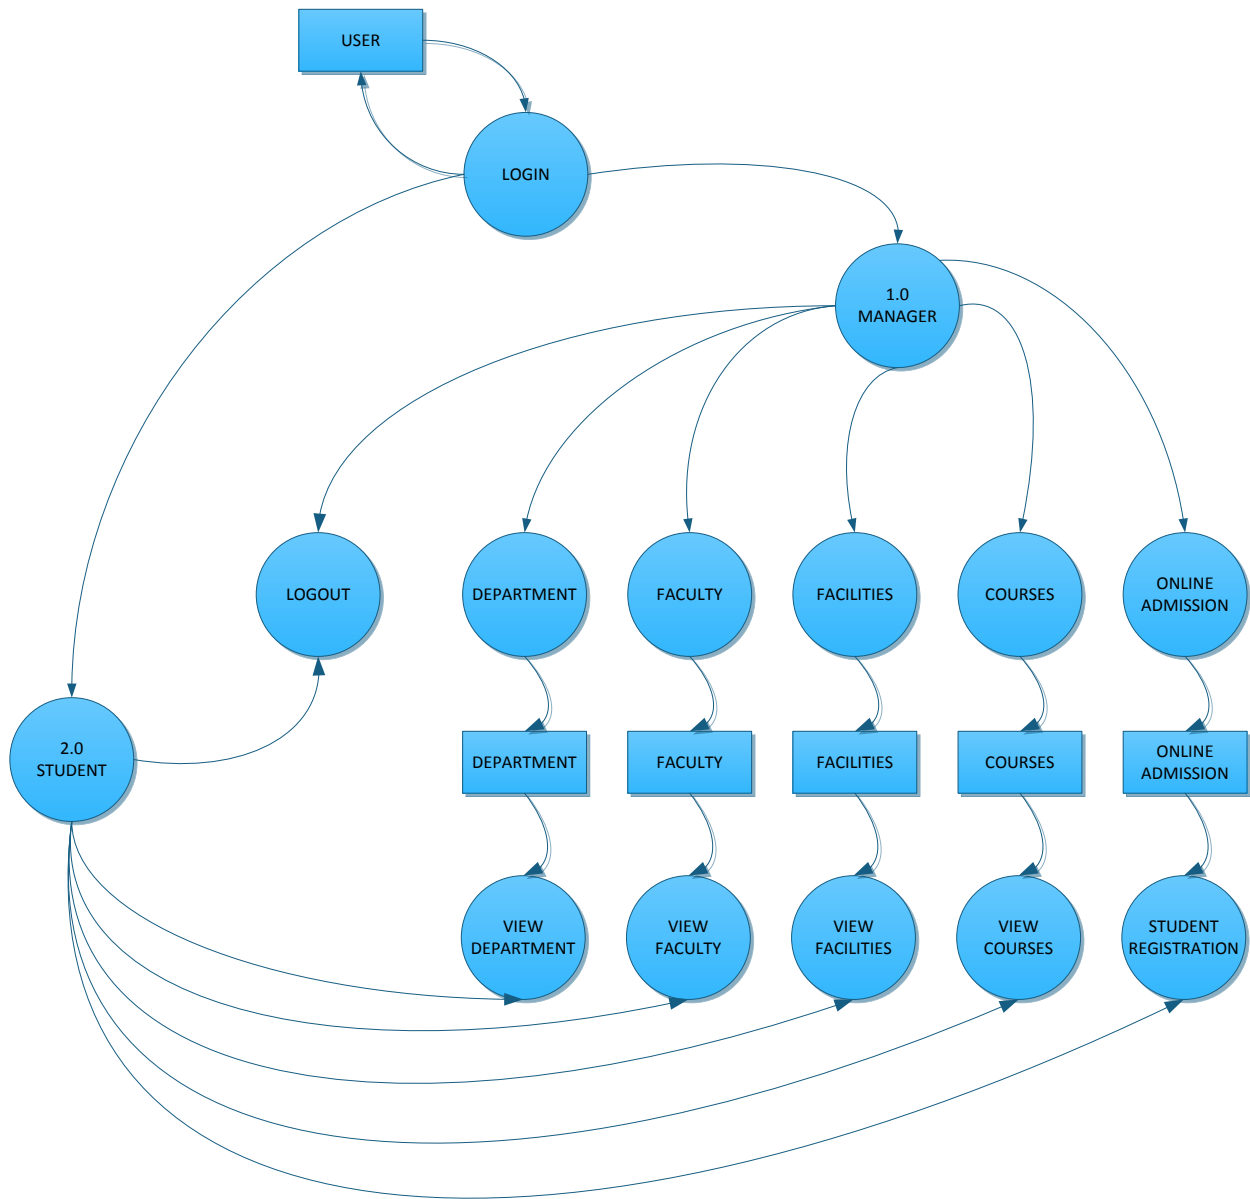 USER
LOGIN
1.0
MANAGER
LOGOUT
DEPARTMENT
FACULTY
FACILITIES
COURSES
ONLINE
ADMISSION
2.0
STUDENT
DEPARTMENT
FACULTY
FACILITIES
COURSES
ONLINE
ADMISSION
VIEW
DEPARTMENT
VIEW
FACULTY
VIEW
FACILITIES
VIEW
COURSES
STUDENT
REGISTRATION